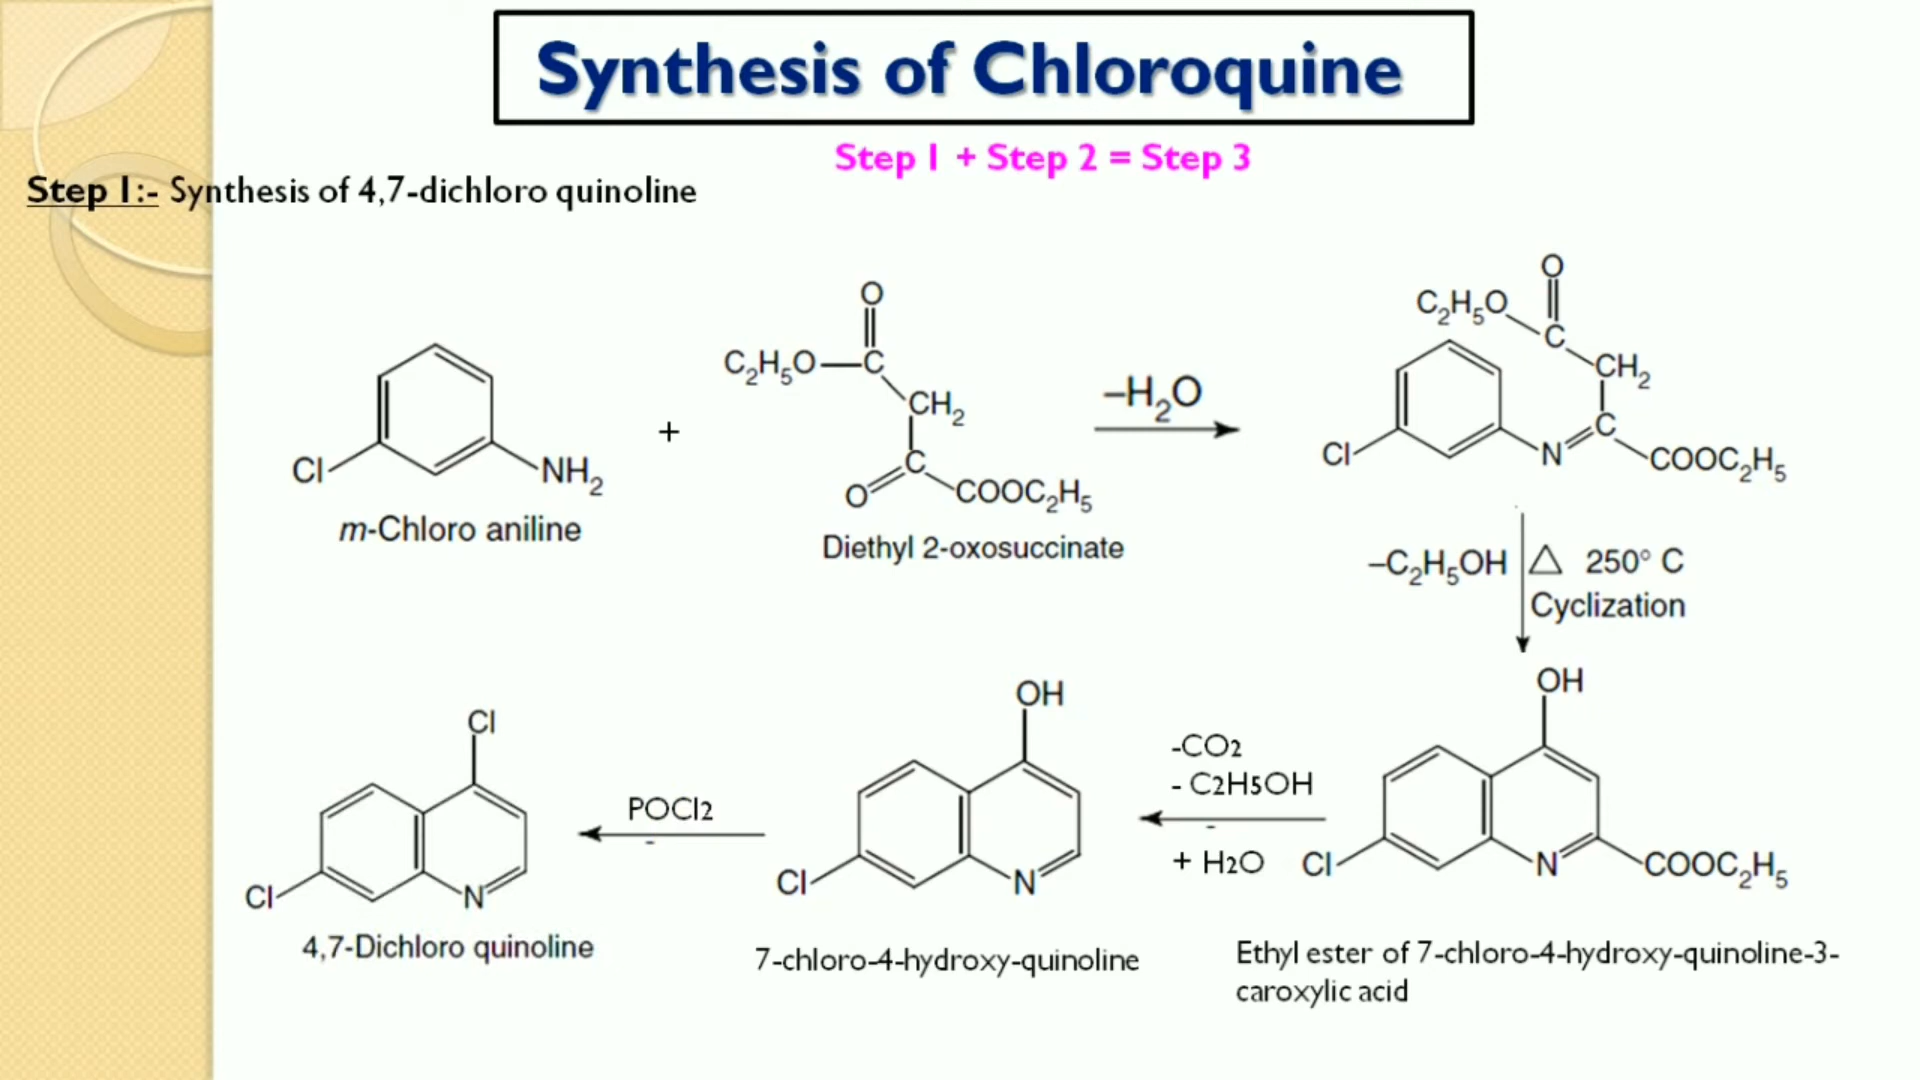 Synthesis of Chloroquine
Step 1 + Step 2 = Step 3
Step 1:- Synthesis of 4,7-dichloro quinoline
O
C2H5O C
CH2
C
O COOC2H5
Cl NH2
+
–H2O
O
C2H5O
C
CH2
C
Cl N COOC2H5
m-Chloro aniline
Diethyl 2-oxosuccinate
–C2H5OH △ 250° C
Cyclization
OH
Cl N COOC2H5
-CO2
- C2H5OH
-
+ H2O
OH
Cl N
POCl2
-
Cl
Cl N
4,7-Dichloro quinoline
7-chloro-4-hydroxy-quinoline
Ethyl ester of 7-chloro-4-hydroxy-quinoline-3-
caroxylic acid